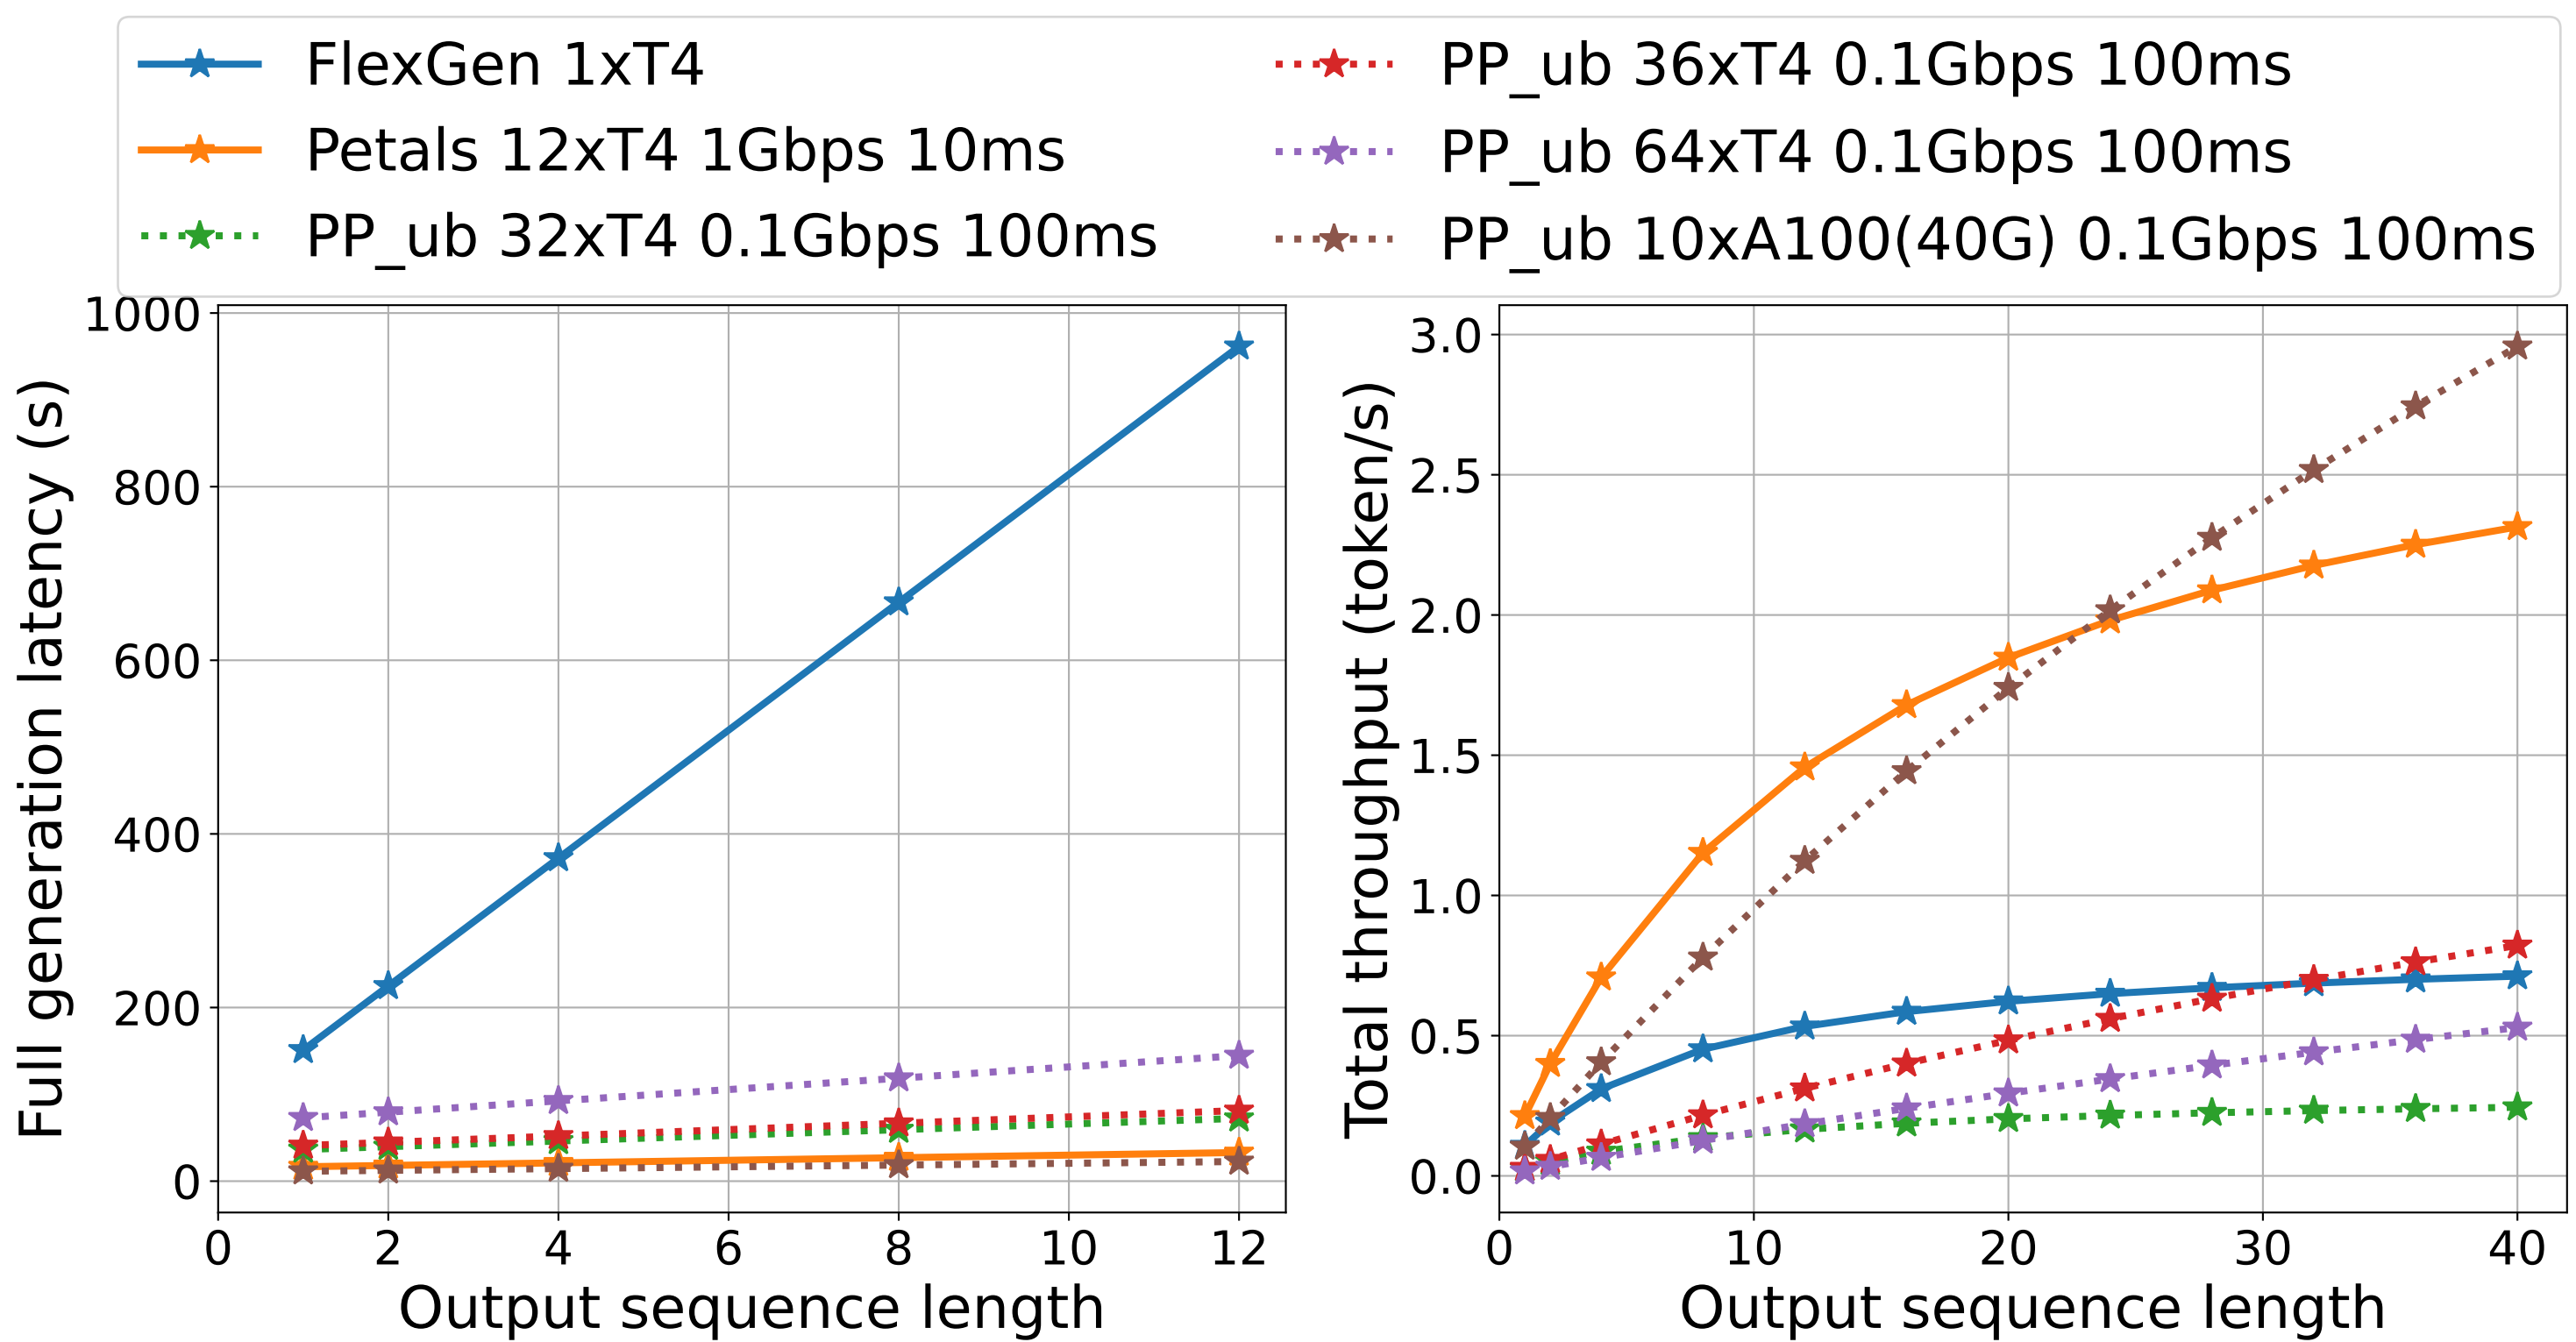 FlexGen 1xT4
Petals 12xT4 1Gbps 10ms
PP_ub 32xT4 0.1Gbps 100ms
PP_ub 36xT4 0.1Gbps 100ms
PP_ub 64xT4 0.1Gbps 100ms
PP_ub 10xA100(40G) 0.1Gbps 100ms
Full generation latency (s)
1000
800
600
400
200
0
0 2 4 6 8 10 12
Output sequence length
Total throughput (token/s)
3.0
2.5
2.0
1.5
1.0
0.5
0.0
0 10 20 30 40
Output sequence length